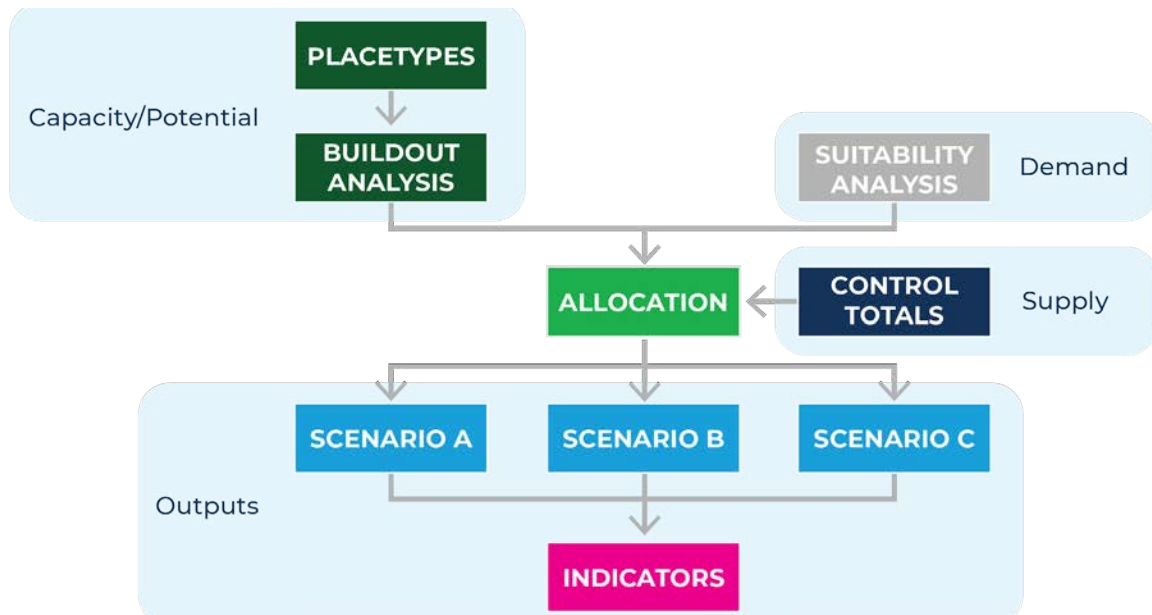 PLACETYPES
Capacity/Potential
BUILDOUT
ANALYSIS
SUITABILITY
ANALYSIS
Demand
ALLOCATION
CONTROL
TOTALS
Supply
SCENARIO A
SCENARIO B
SCENARIO C
Outputs
INDICATORS